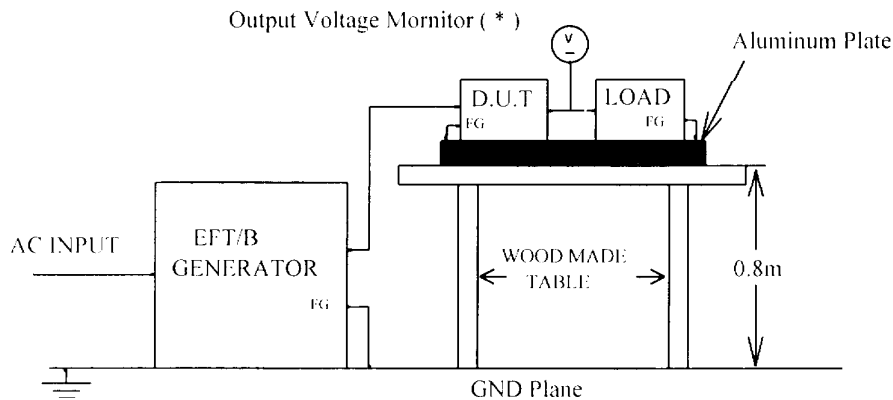 Output Voltage Mornitor ( * )
V
Aluminum Plate
D.U.T
LOAD
FG
FG
AC INPUT
EFT/B
GENERATOR
FG
WOOD MADE
TABLE
0.8m
GND Plane